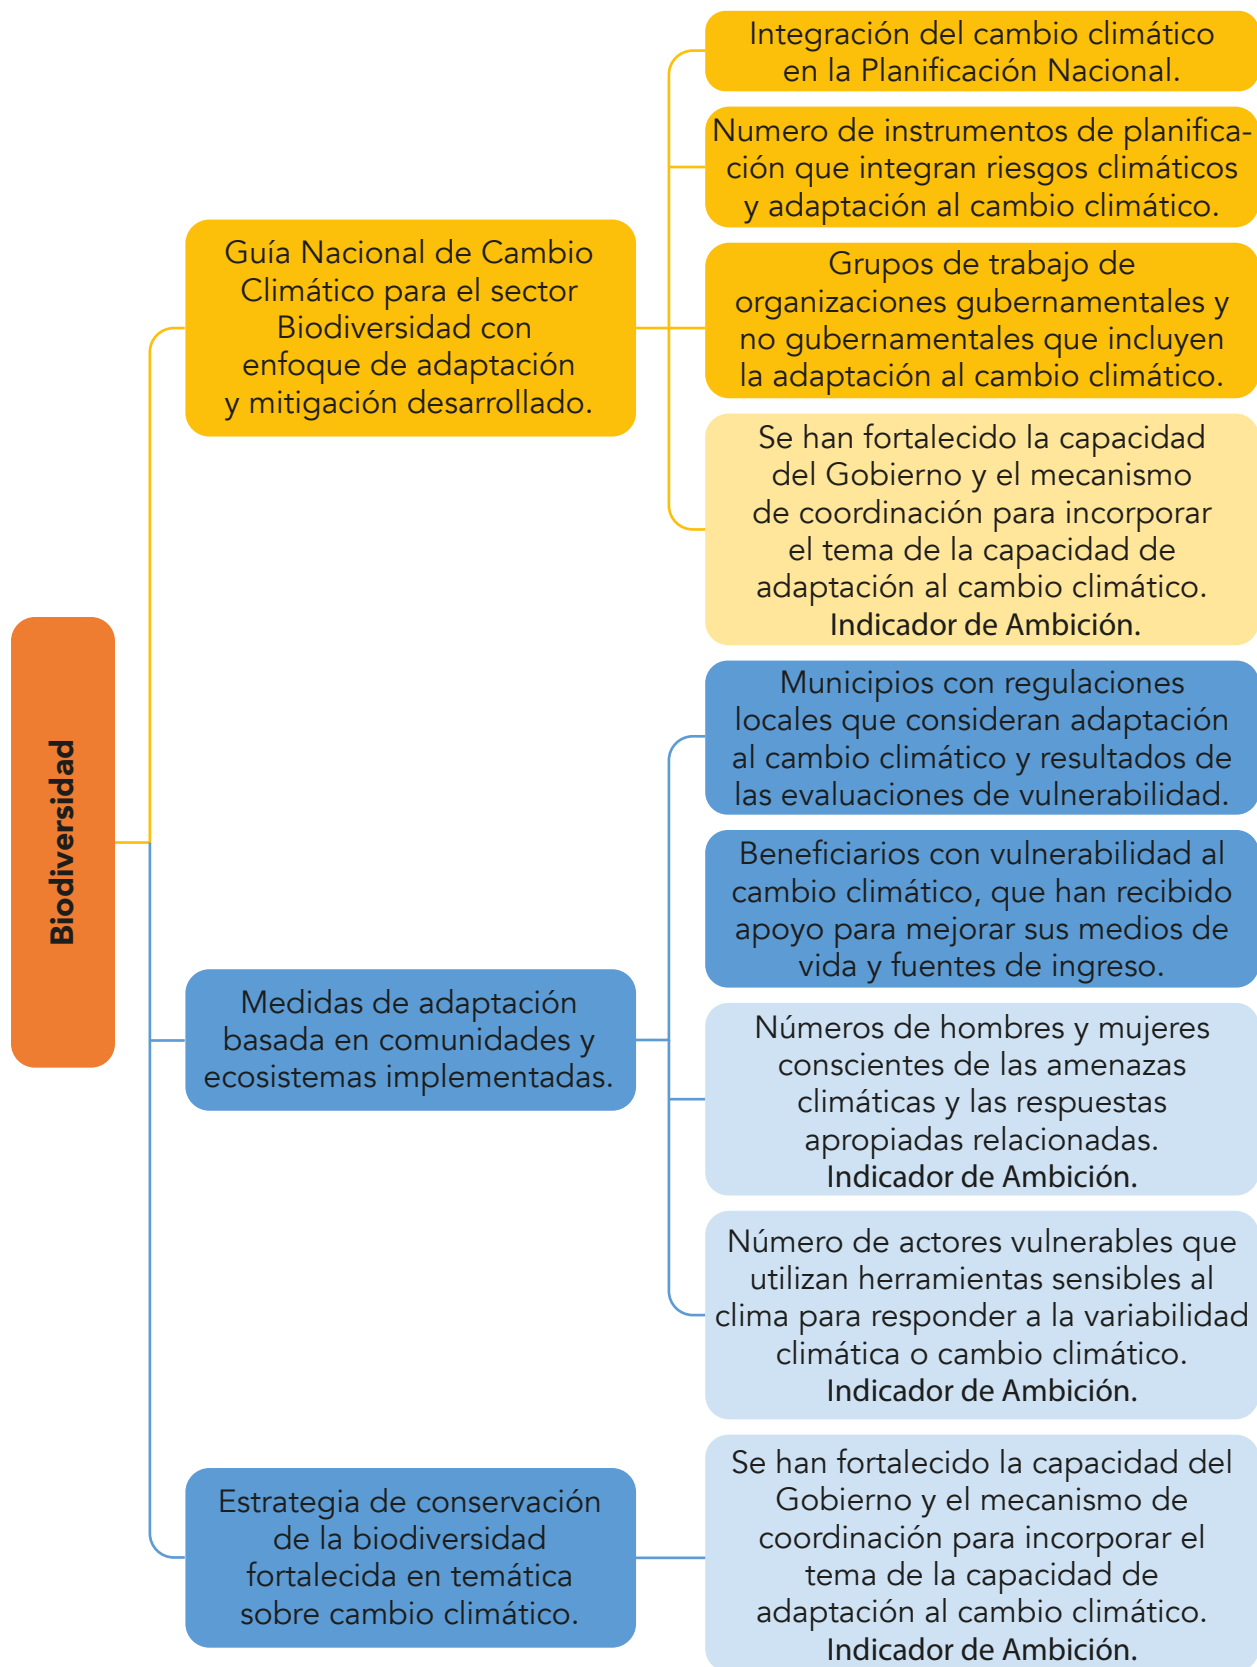 Biodiversidad
Guía Nacional de Cambio
Climático para el sector
Biodiversidad con
enfoque de adaptación
y mitigación desarrollado.
Integración del cambio climático
en la Planificación Nacional.
Numero de instrumentos de planifica-
ción que integran riesgos climáticos
y adaptación al cambio climático.
Grupos de trabajo de
organizaciones gubernamentales y
no gubernamentales que incluyen
la adaptación al cambio climático.
Se han fortalecido la capacidad
del Gobierno y el mecanismo
de coordinación para incorporar
el tema de la capacidad de
adaptación al cambio climático.
Indicador de Ambición.
Medidas de adaptación
basada en comunidades y
ecosistemas implementadas.
Municipios con regulaciones
locales que consideran adaptación
al cambio climático y resultados de
las evaluaciones de vulnerabilidad.
Beneficiarios con vulnerabilidad al
cambio climático, que han recibido
apoyo para mejorar sus medios de
vida y fuentes de ingreso.
Números de hombres y mujeres
conscientes de las amenazas
climáticas y las respuestas
apropiadas relacionadas.
Indicador de Ambición.
Número de actores vulnerables que
utilizan herramientas sensibles al
clima para responder a la variabilidad
climática o cambio climático.
Indicador de Ambición.
Estrategia de conservación
de la biodiversidad
fortalecida en temática
sobre cambio climático.
Se han fortalecido la capacidad del
Gobierno y el mecanismo de
coordinación para incorporar el
tema de la capacidad de
adaptación al cambio climático.
Indicador de Ambición.